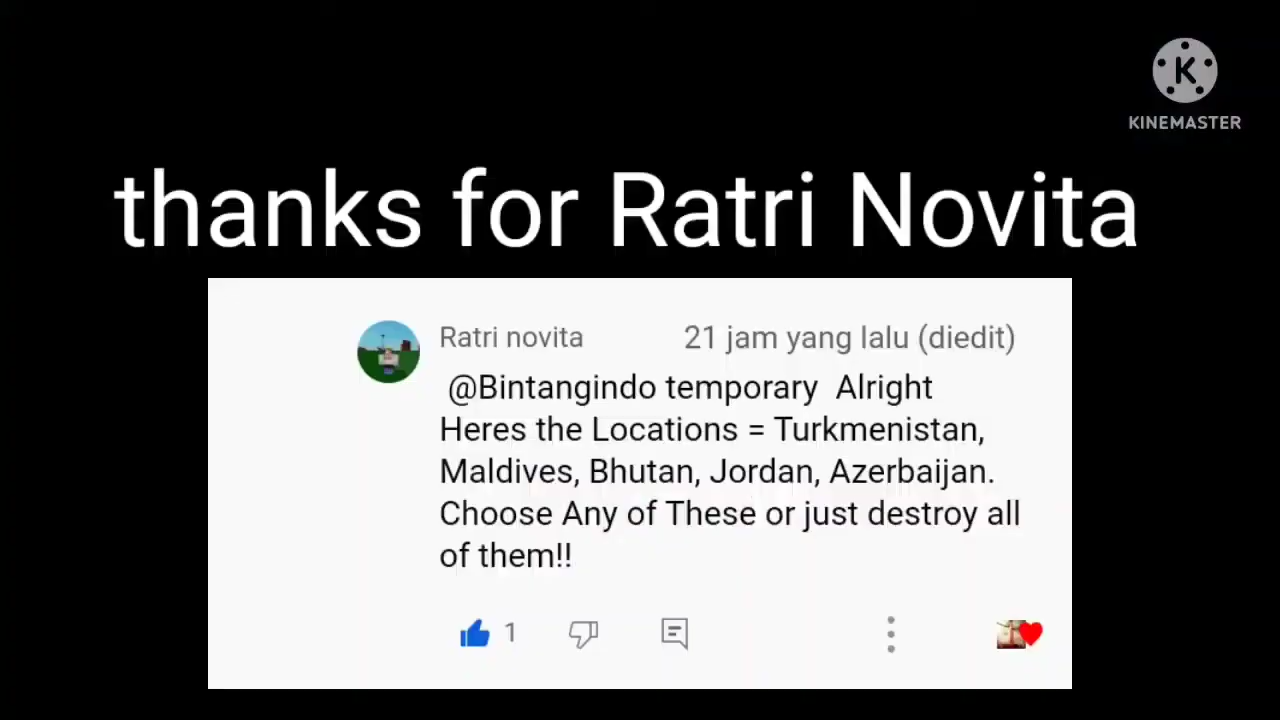 K
KINEMASTER
thanks for Ratri Novita
Ratri novita 21 jam yang lalu (diedit)
@Bintangindo temporary Alright
Heres the Locations = Turkmenistan,
Maldives, Bhutan, Jordan, Azerbaijan.
Choose Any of These or just destroy all
of them!!
1